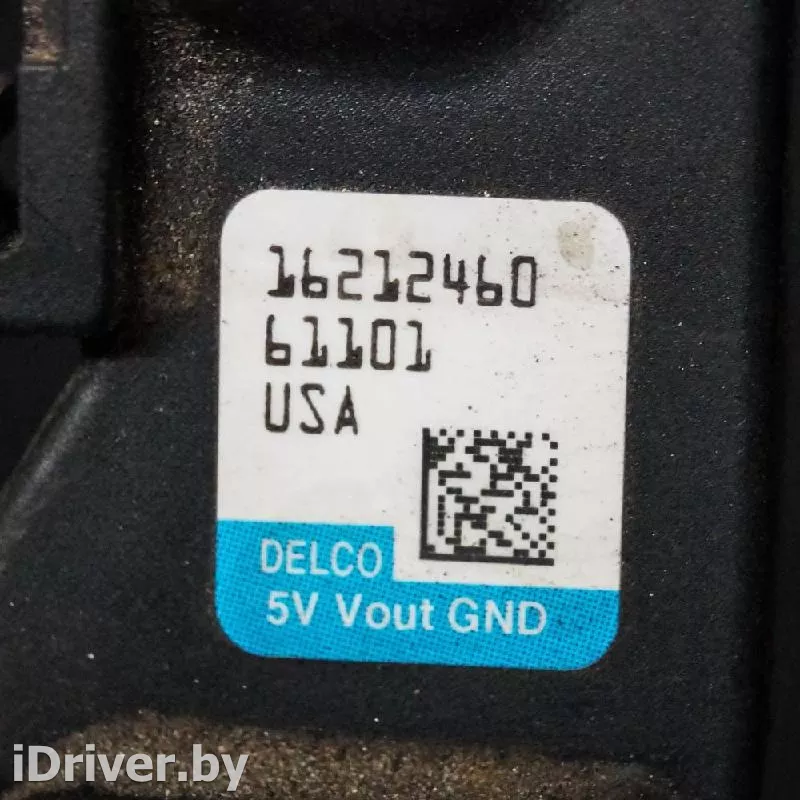 16212460
61101
USA
DELCO
5V Vout GND
iDriver.by